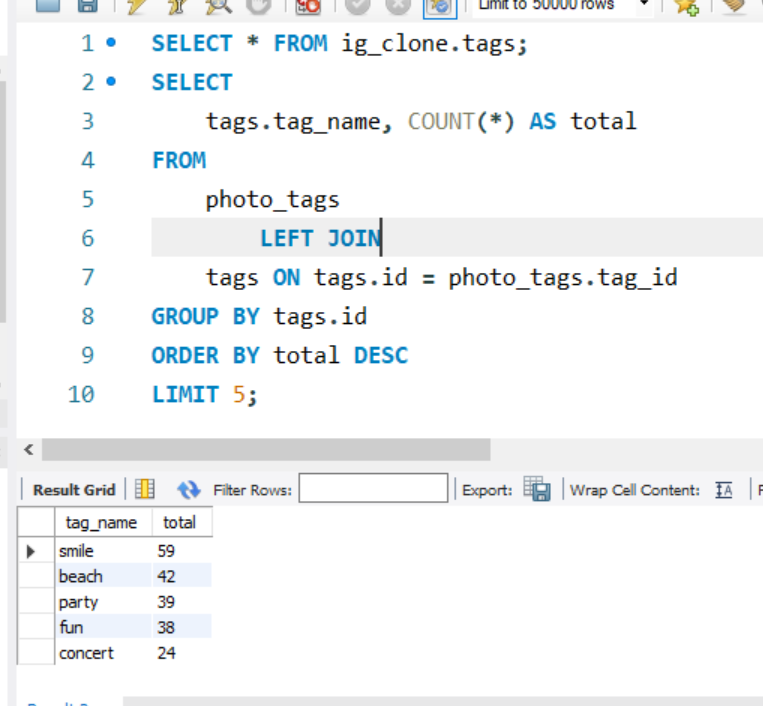 Limit to 50000 rows
1 SELECT * FROM ig_clone.tags;
2 SELECT
3 tags.tag_name, COUNT(*) AS total
4 FROM
5 photo_tags
6 LEFT JOIN
7 tags ON tags.id = photo_tags.tag_id
8 GROUP BY tags.id
9 ORDER BY total DESC
10 LIMIT 5;
Result Grid Filter Rows: Export: Wrap Cell Content: IA
tag_name total
smile 59
beach 42
party 39
fun 38
concert 24